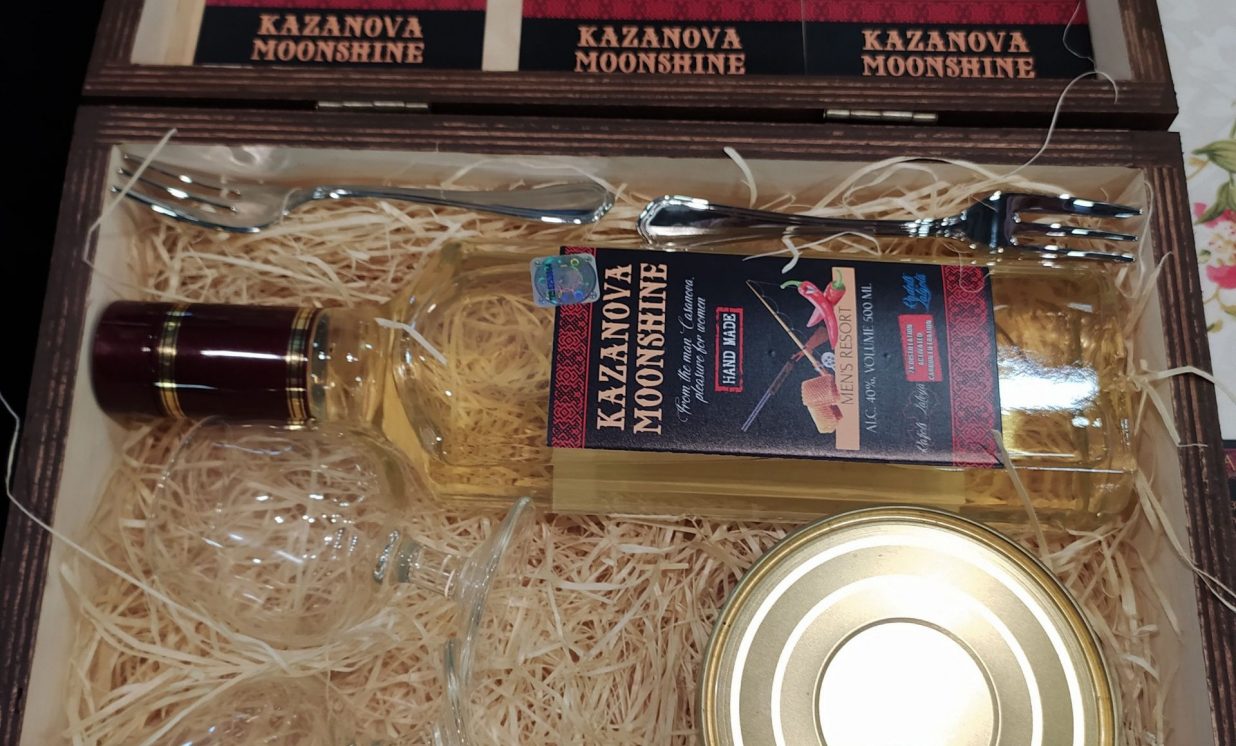 KAZANOVA
MOONSHINE
KAZANOVA
MOONSHINE
KAZANOVA
MOONSHINE
KAZANOVA
MOONSHINE
From the man Casanova,
pleasure for women
HAND MADE
MEN'S RESORT
ALC. 40%, VOLUME 500 ML